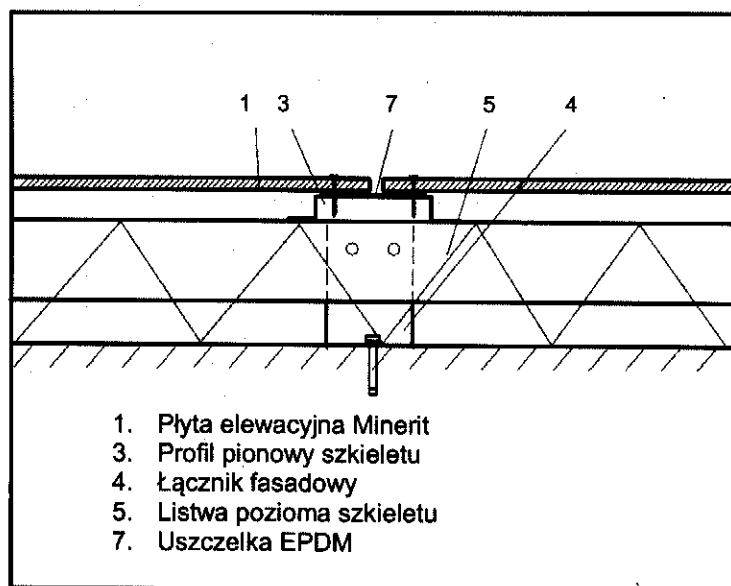 1 3 7 5 4
1. Płyta elewacyjna Minerit
3. Profil pionowy szkieletu
4. Łącznik fasadowy
5. Listwa pozioma szkieletu
7. Uszczelka EPDM